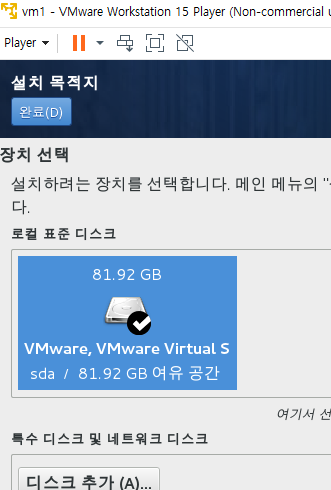 vm1 - VMware Workstation 15 Player (Non-commercial
Player
설치 목적지
완료(D)
장치 선택
설치하려는 장치를 선택합니다. 메인 메뉴의 "
다.
로컬 표준 디스크
81.92 GB
VMware, VMware Virtual S
sda / 81.92 GB 여유 공간
여기서 선
특수 디스크 및 네트워크 디스크
디스크 추가 (A)...